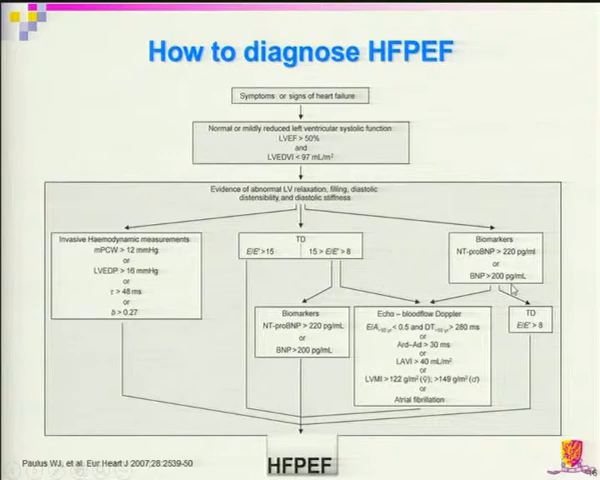 How to diagnose HFPEF
Symptoms or signs of heart failure
Normal or mildly reduced left ventricular systolic function
LVEF > 50%
and
LVEDVI < 97 mL/m²
Evidence of abnormal LV relaxation, filling, diastolic
distensibility, and diastolic stiffness
Invasive Haemodynamic measurements
mPCW > 12 mmHg
or
LVEDP > 16 mmHg
or
τ > 48 ms
or
b > 0.27
TD
E/E' > 15
15 > E/E' > 8
Biomarkers
NT-proBNP > 220 pg/ml
or
BNP > 200 pg/mL
Biomarkers
NT-proBNP > 220 pg/mL
or
BNP > 200 pg/mL
Echo – bloodflow Doppler
E/A>50 yr < 0.5 and DT>50 yr > 280 ms
or
Ard–Ad > 30 ms
or
LAVI > 40 mL/m²
or
LVMI > 122 g/m² (♀); >149 g/m² (♂)
or
Atrial fibrillation
TD
E/E' > 8
HFPEF
Paulus WJ, et al. Eur Heart J 2007;28:2539-50
16